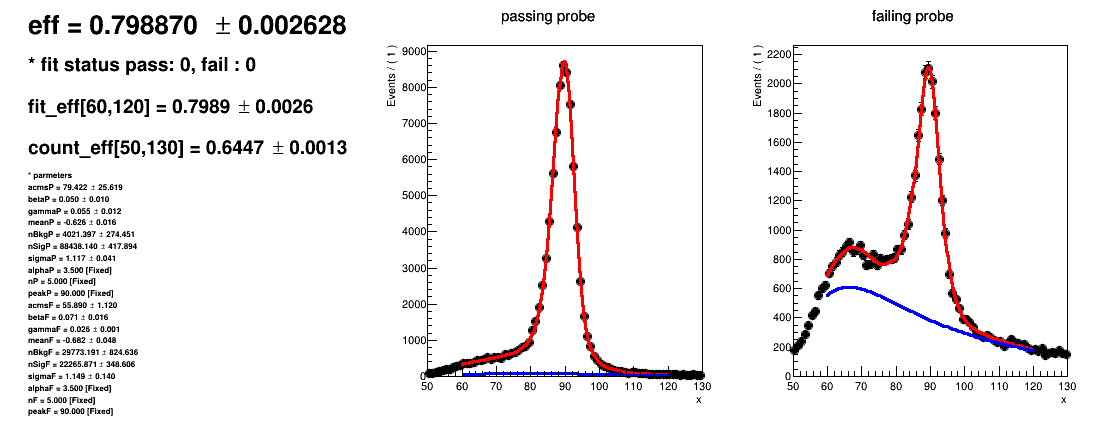 eff = 0.798870 ± 0.002628
* fit status pass: 0, fail : 0
fit_eff[60,120] = 0.7989 ± 0.0026
count_eff[50,130] = 0.6447 ± 0.0013
* parmeters
acmsP = 79.422 ± 25.619
betaP = 0.050 ± 0.010
gammaP = 0.055 ± 0.012
meanP = -0.626 ± 0.016
nBkgP = 4021.397 ± 274.451
nSigP = 88438.140 ± 417.894
sigmaP = 1.117 ± 0.041
alphaP = 3.500 [Fixed]
nP = 5.000 [Fixed]
peakP = 90.000 [Fixed]
acmsF = 55.890 ± 1.120
betaF = 0.071 ± 0.016
gammaF = 0.026 ± 0.001
meanF = -0.682 ± 0.048
nBkgF = 29773.191 ± 824.636
nSigF = 22265.871 ± 348.606
sigmaF = 1.149 ± 0.140
alphaF = 3.500 [Fixed]
nF = 5.000 [Fixed]
peakF = 90.000 [Fixed]
passing probe
Events / ( 1 )
9000
8000
7000
6000
5000
4000
3000
2000
1000
0
50 60 70 80 90 100 110 120 130
x
failing probe
Events / ( 1 )
2200
2000
1800
1600
1400
1200
1000
800
600
400
200
0
50 60 70 80 90 100 110 120 130
x